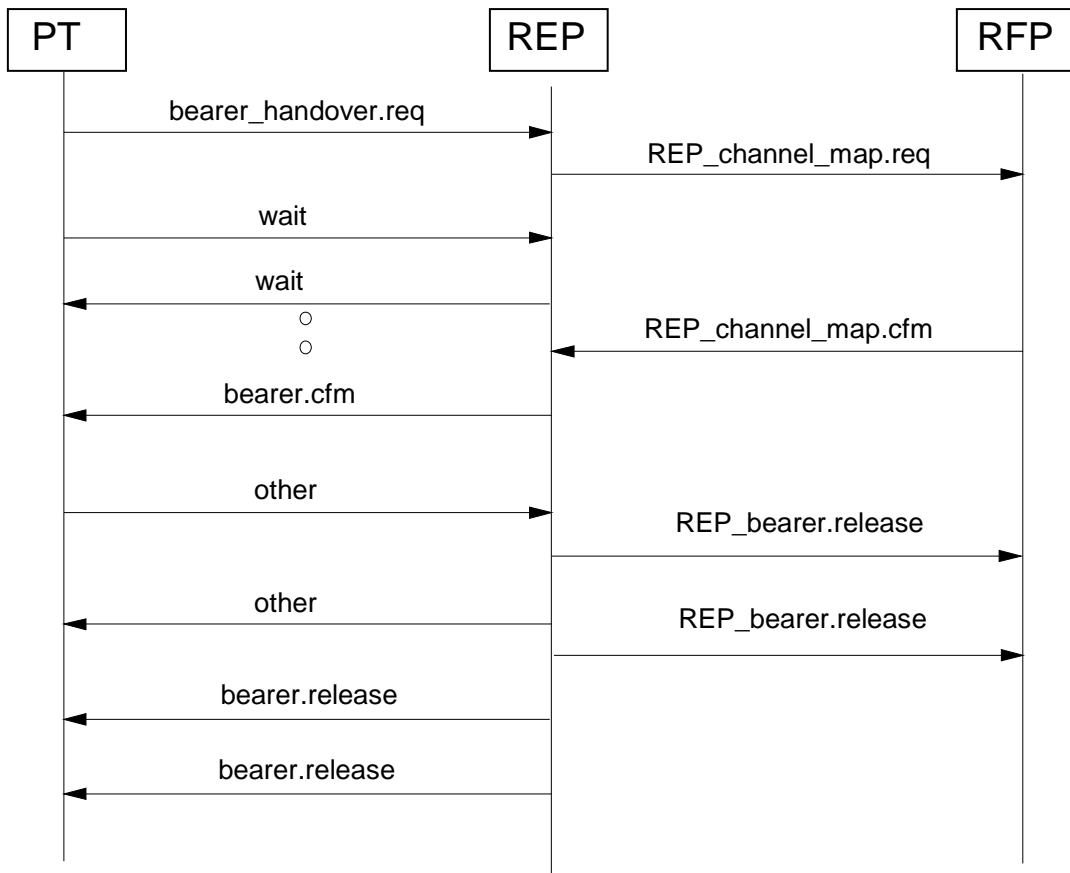 PT
REP
RFP
bearer_handover.req
REP_channel_map.req
wait
wait
REP_channel_map.cfm
bearer.cfm
other
REP_bearer.release
other
REP_bearer.release
bearer.release
bearer.release